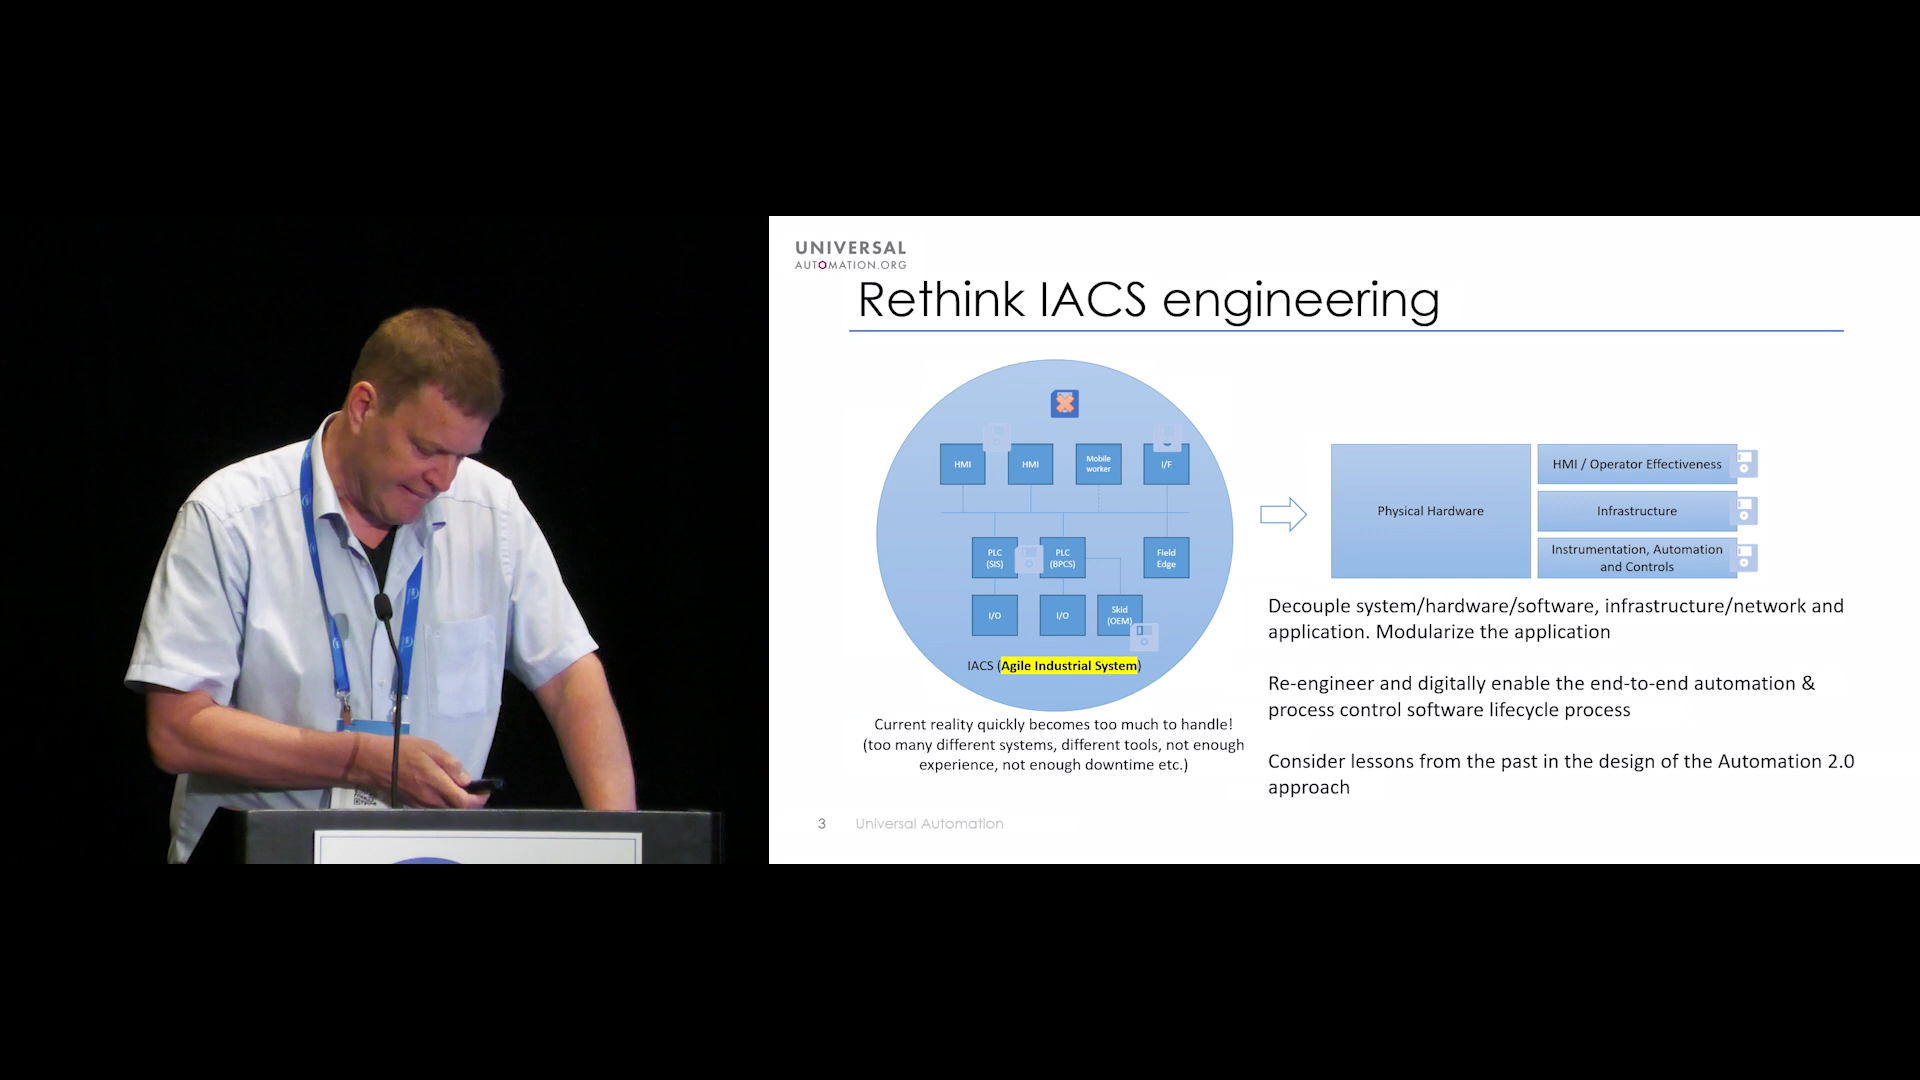 UNIVERSAL
AUTOMATION.ORG
Rethink IACS engineering
HMI
HMI
Mobile
worker
I/F
PLC
(SIS)
PLC
(BPCS)
Field
Edge
I/O
I/O
Skid
(OEM)
IACS (Agile Industrial System)
Current reality quickly becomes too much to handle!
(too many different systems, different tools, not enough
experience, not enough downtime etc.)
Physical Hardware
HMI / Operator Effectiveness
Infrastructure
Instrumentation, Automation
and Controls
Decouple system/hardware/software, infrastructure/network and
application. Modularize the application
Re-engineer and digitally enable the end-to-end automation &
process control software lifecycle process
Consider lessons from the past in the design of the Automation 2.0
approach
3 Universal Automation